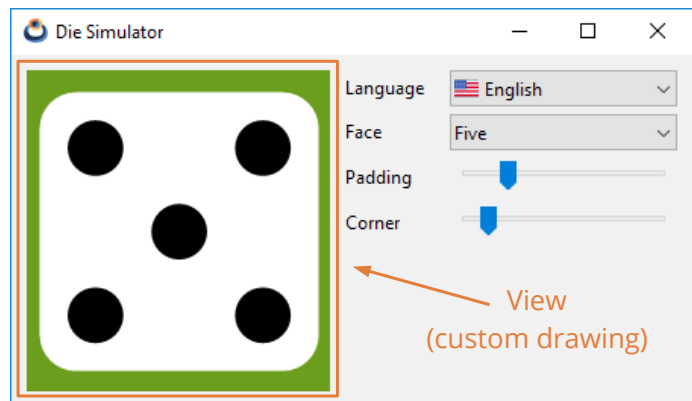 Die Simulator
Language
English
Face
Five
Padding
Corner
View
(custom drawing)